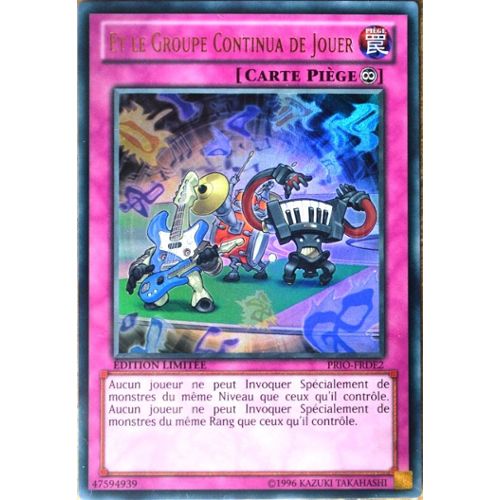 ET LE GROUPE CONTINUA DE JOUER
PIÈGE
罠
[CARTE PIÈGE]
ÉDITION LIMITÉE
PRIO-FRDE2
Aucun joueur ne peut Invoquer Spécialement de
monstres du même Niveau que ceux qu'il contrôle.
Aucun joueur ne peut Invoquer Spécialement de
monstres du même Rang que ceux qu'il contrôle.
47594939
©1996 KAZUKI TAKAHASHI